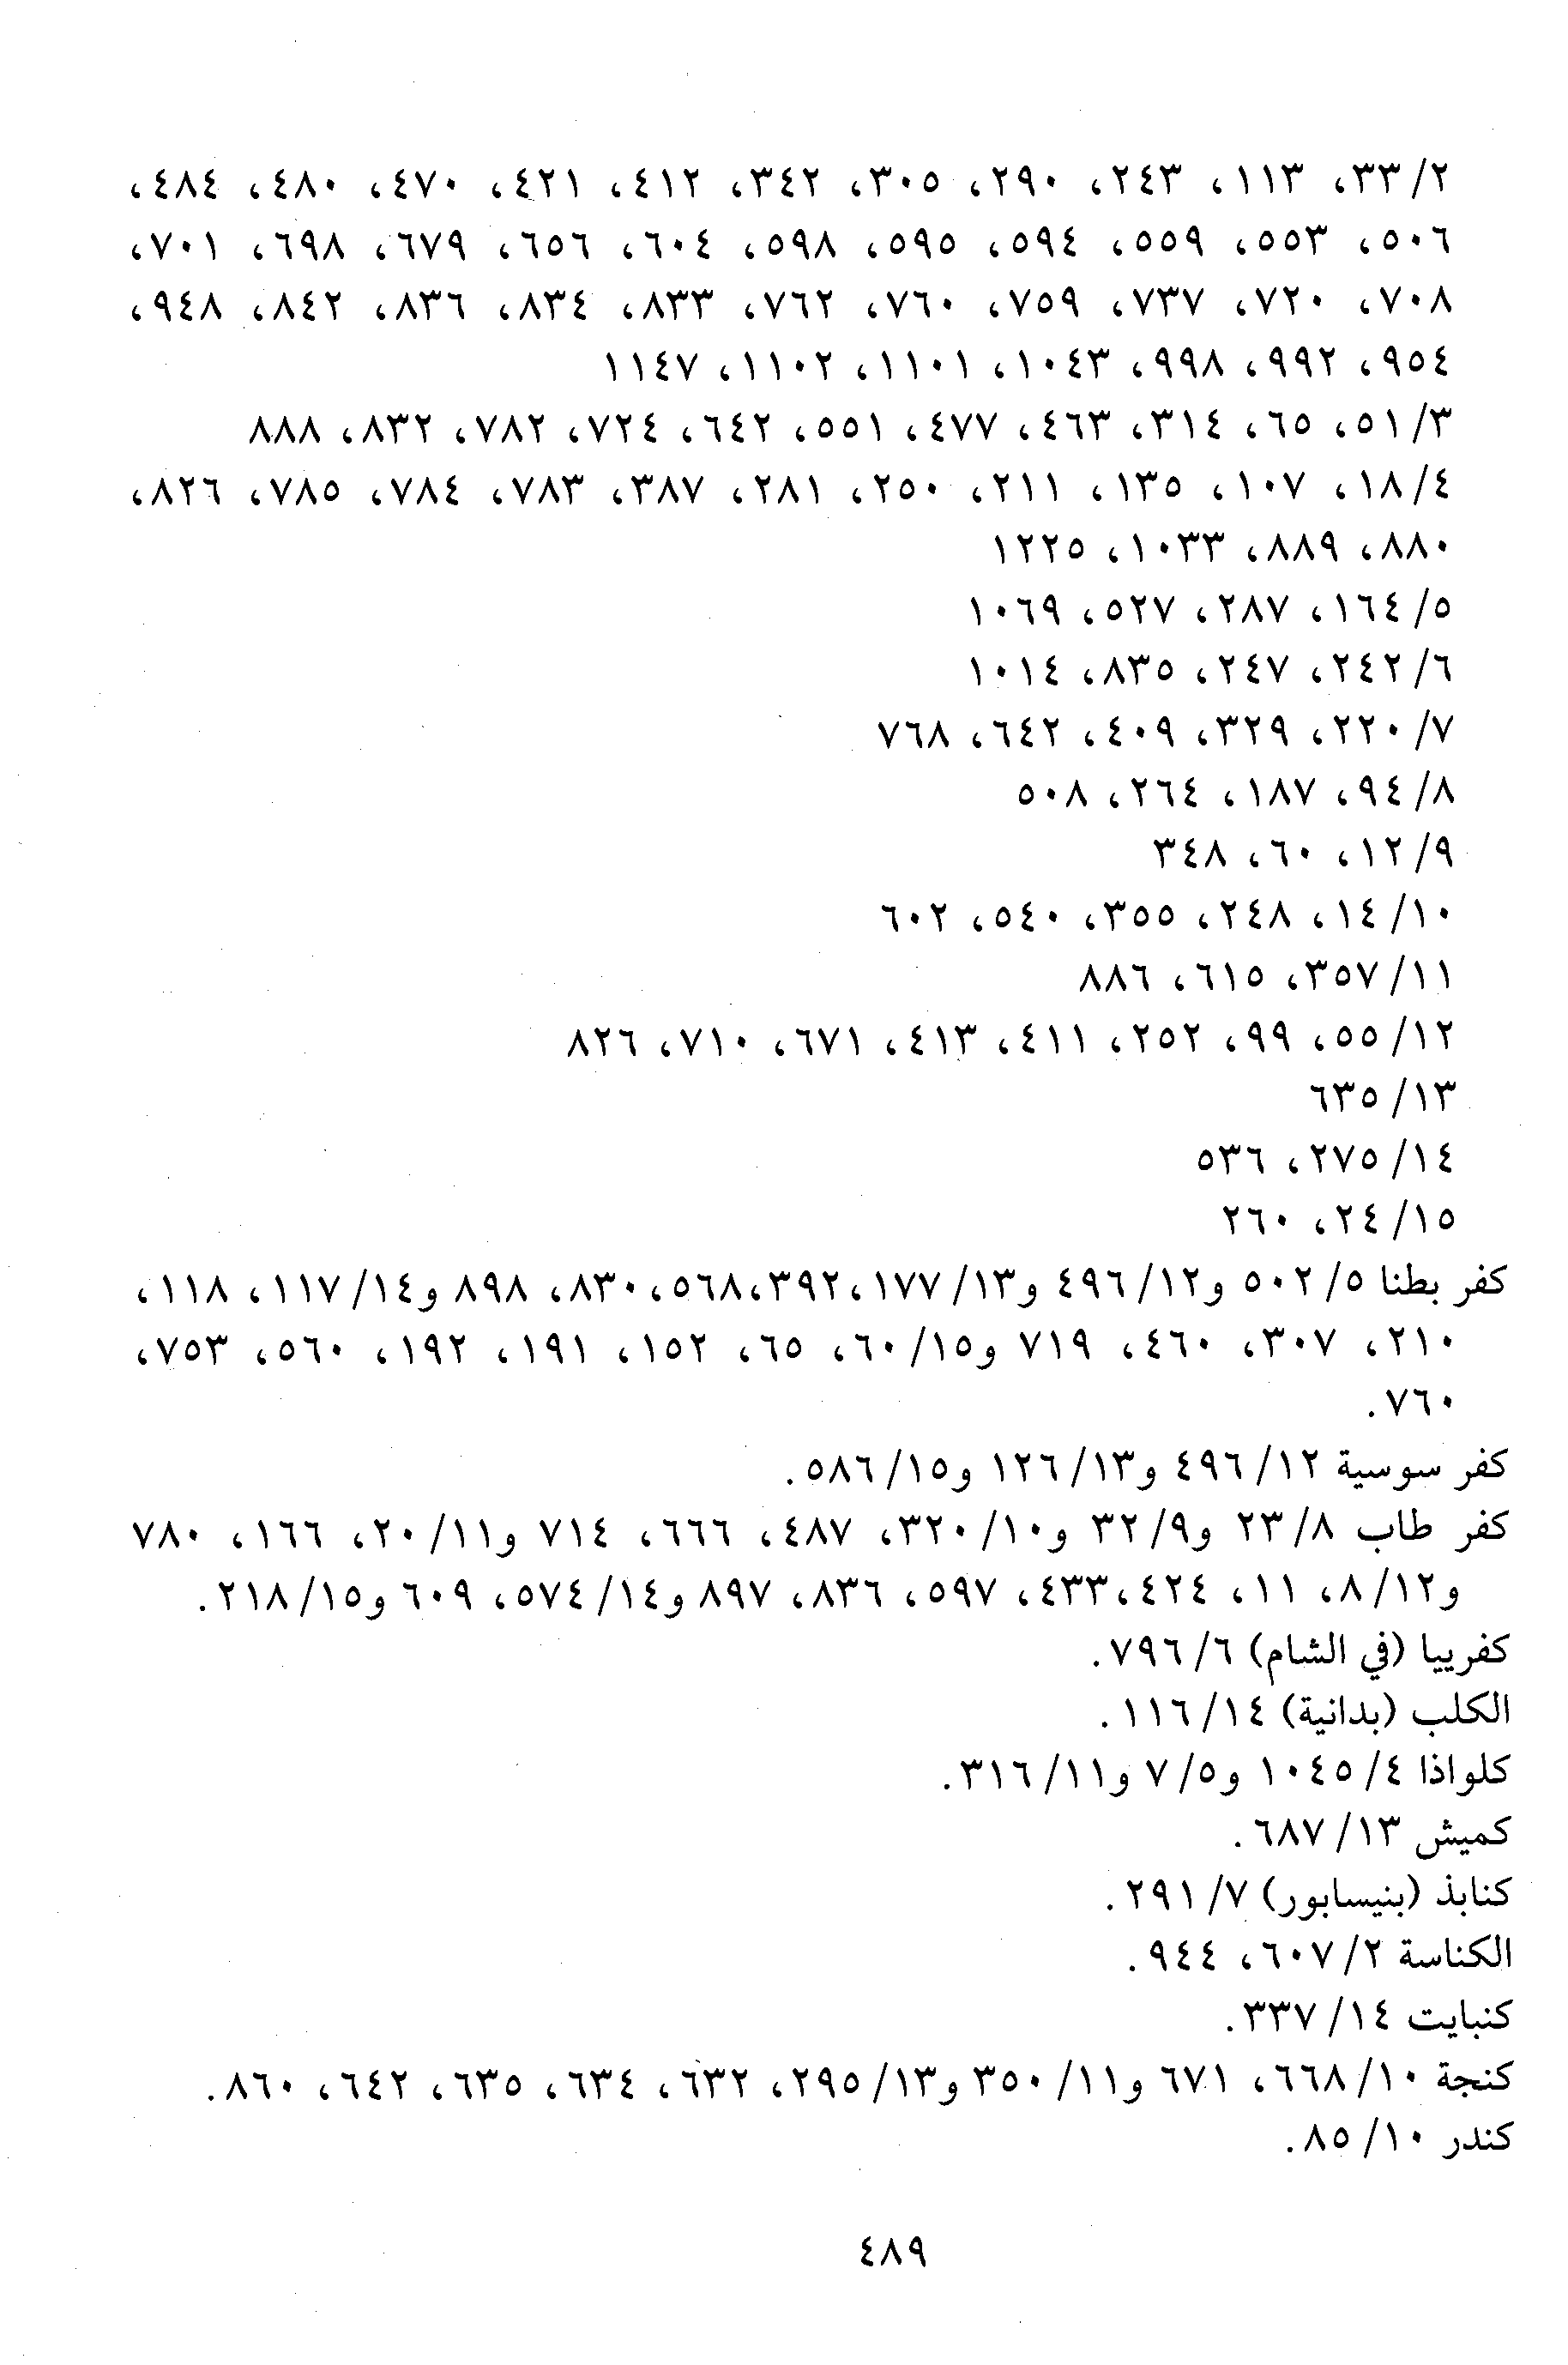 ٢/ ٣٣، ١١٣، ٢٤٣، ٢٩٠، ٣٠٥، ٣٤٢، ٤١٢، ٤٢١، ٤٧٠، ٤٨٠، ٤٨٤،
٥٠٦، ٥٥٣، ٥٥٩، ٥٩٤، ٥٩٥، ٥٩٨، ٦٠٤، ٦٥٦، ٦٧٩، ٦٩٨، ٧٠١،
٧٠٨، ٧٢٠، ٧٣٧، ٧٥٩، ٧٦٠، ٧٦٢، ٨٣٣، ٨٣٤، ٨٣٦، ٨٤٢، ٩٤٨،
٩٥٤، ٩٩٢، ٩٩٨، ١٠٤٣، ١١٠١، ١١٠٢، ١١٤٧
٣/ ٥١، ٦٥، ٣١٤، ٤٦٣، ٤٧٧، ٥٥١، ٦٤٢، ٧٢٤، ٧٨٢، ٨٣٢، ٨٨٨
٤/ ١٨، ١٠٧، ١٣٥، ٢١١، ٢٥٠، ٢٨١، ٣٨٧، ٧٨٣، ٧٨٤، ٧٨٥، ٨٢٦،
٨٨٠، ٨٨٩، ١٠٣٣، ١٢٢٥
٥/ ١٦٤، ٢٨٧، ٥٢٧، ١٠٦٩
٦/ ٢٤٢، ٢٤٧، ٨٣٥، ١٠١٤
٧/ ٢٢٠، ٣٢٩، ٤٠٩، ٦٤٢، ٧٦٨
٨/ ٩٤، ١٨٧، ٢٦٤، ٥٠٨
٩/ ١٢، ٦٠، ٣٤٨
١٠/ ١٤، ٢٤٨، ٣٥٥، ٥٤٠، ٦٠٢
١١/ ٣٥٧، ٦١٥، ٨٨٦
١٢/ ٥٥، ٩٩، ٢٥٢، ٤١١، ٤١٣، ٦٧١، ٧١٠، ٨٢٦
١٣/ ٦٣٥
١٤/ ٢٧٥، ٥٣٦
١٥/ ٢٤، ٢٦٠
كفر بطنا ٥/ ٥٠٢ و١٢/ ٤٩٦ و١٣/ ١٧٧،٣٩٢،٥٦٨،٨٣٠، ٨٩٨ و١٤/ ١١٧، ١١٨،
٢١٠، ٣٠٧، ٤٦٠، ٧١٩ و١٥/ ٦٠، ٦٥، ١٥٢، ١٩١، ١٩٢، ٥٦٠، ٧٥٣،
٧٦٠.
كفر سوسية ١٢/ ٤٩٦ و١٣/ ١٢٦ و١٥/ ٥٨٦.
كفر طاب ٨/ ٢٣ و٩/ ٣٢ و١٠/ ٣٢٠، ٤٨٧، ٦٦٦، ٧١٤ و١١/ ٢٠، ١٦٦، ٧٨٠
و١٢/ ٨، ١١، ٤٢٤،٤٣٣، ٥٩٧، ٨٣٦، ٨٩٧ و١٤/ ٥٧٤، ٦٠٩ و١٥/ ٢١٨.
كفربيا (في الشام) ٦/ ٧٩٦.
الكلب (بدانية) ١٤/ ١١٦.
كلواذا ٤/ ١٠٤٥ و٥/ ٧ و١١/ ٣١٦.
كميش ١٣/ ٦٨٧.
كنابذ (بنيسابور) ٧/ ٢٩١.
الكناسة ٢/ ٦٠٧، ٩٤٤.
كنبايت ١٤/ ٣٣٧.
كنجة ١٠/ ٦٦٨، ٦٧١ و١١/ ٣٥٠ و١٣/ ٢٩٥، ٦٣٢، ٦٣٤، ٦٣٥، ٦٤٢، ٨٦٠.
كندر ١٠/ ٨٥.
٤٨٩